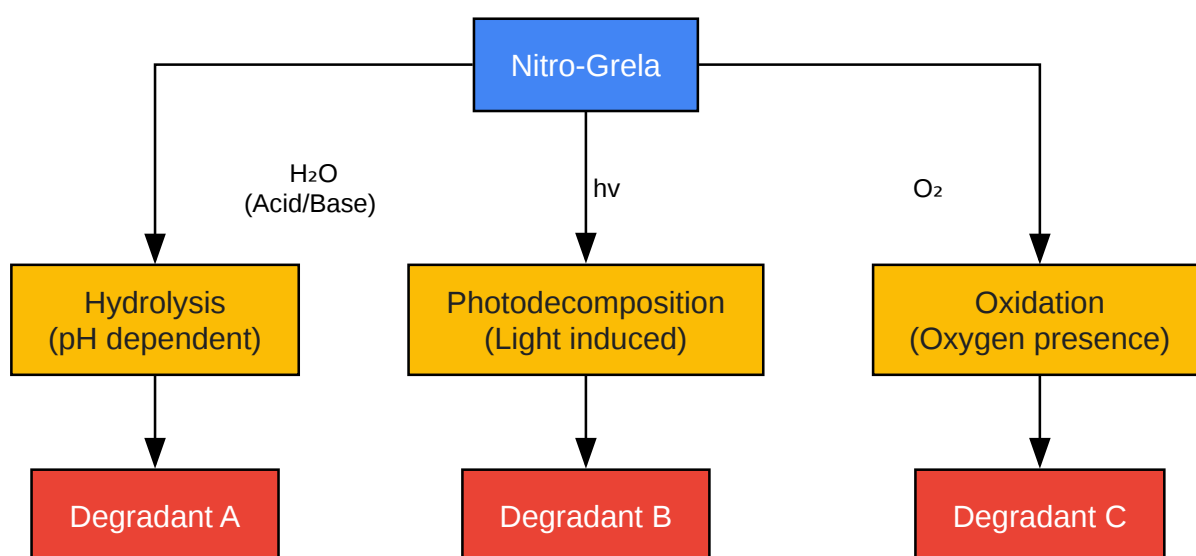 Nitro-Grela
H₂O
(Acid/Base)
hv
O₂
Hydrolysis
(pH dependent)
Photodecomposition
(Light induced)
Oxidation
(Oxygen presence)
Degradant A
Degradant B
Degradant C